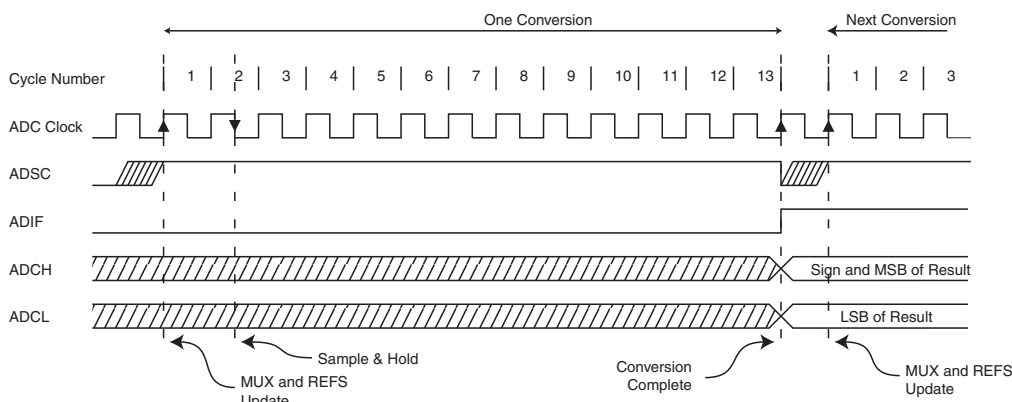 One Conversion
Next Conversion
Cycle Number
1 2 3 4 5 6 7 8 9 10 11 12 13 1 2 3
ADC Clock
ADSC
ADIF
ADCH
Sign and MSB of Result
ADCL
LSB of Result
MUX and REFS
Update
Sample & Hold
Conversion
Complete
MUX and REFS
Update